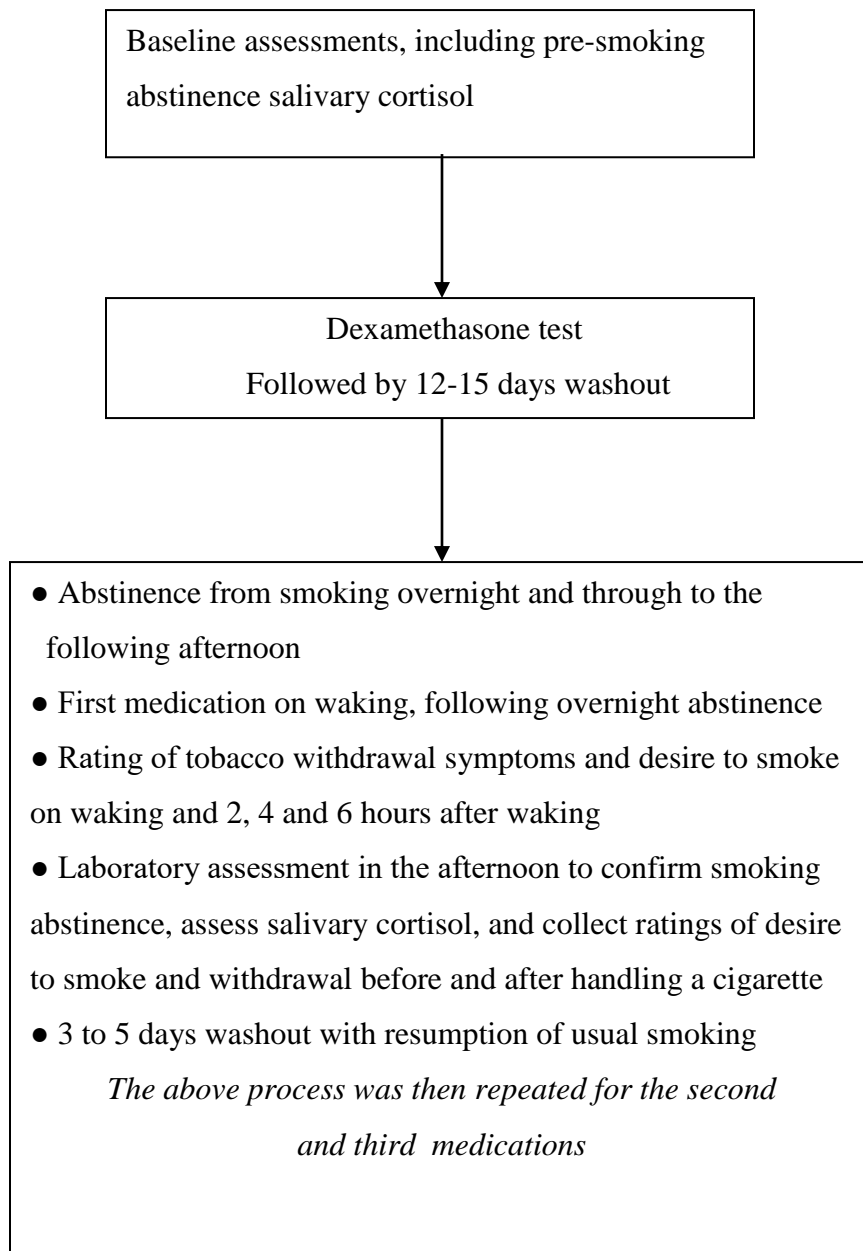 Baseline assessments, including pre-smoking
abstinence salivary cortisol
Dexamethasone test
Followed by 12-15 days washout
● Abstinence from smoking overnight and through to the
following afternoon
● First medication on waking, following overnight abstinence
● Rating of tobacco withdrawal symptoms and desire to smoke
on waking and 2, 4 and 6 hours after waking
● Laboratory assessment in the afternoon to confirm smoking
abstinence, assess salivary cortisol, and collect ratings of desire
to smoke and withdrawal before and after handling a cigarette
● 3 to 5 days washout with resumption of usual smoking
The above process was then repeated for the second
and third medications